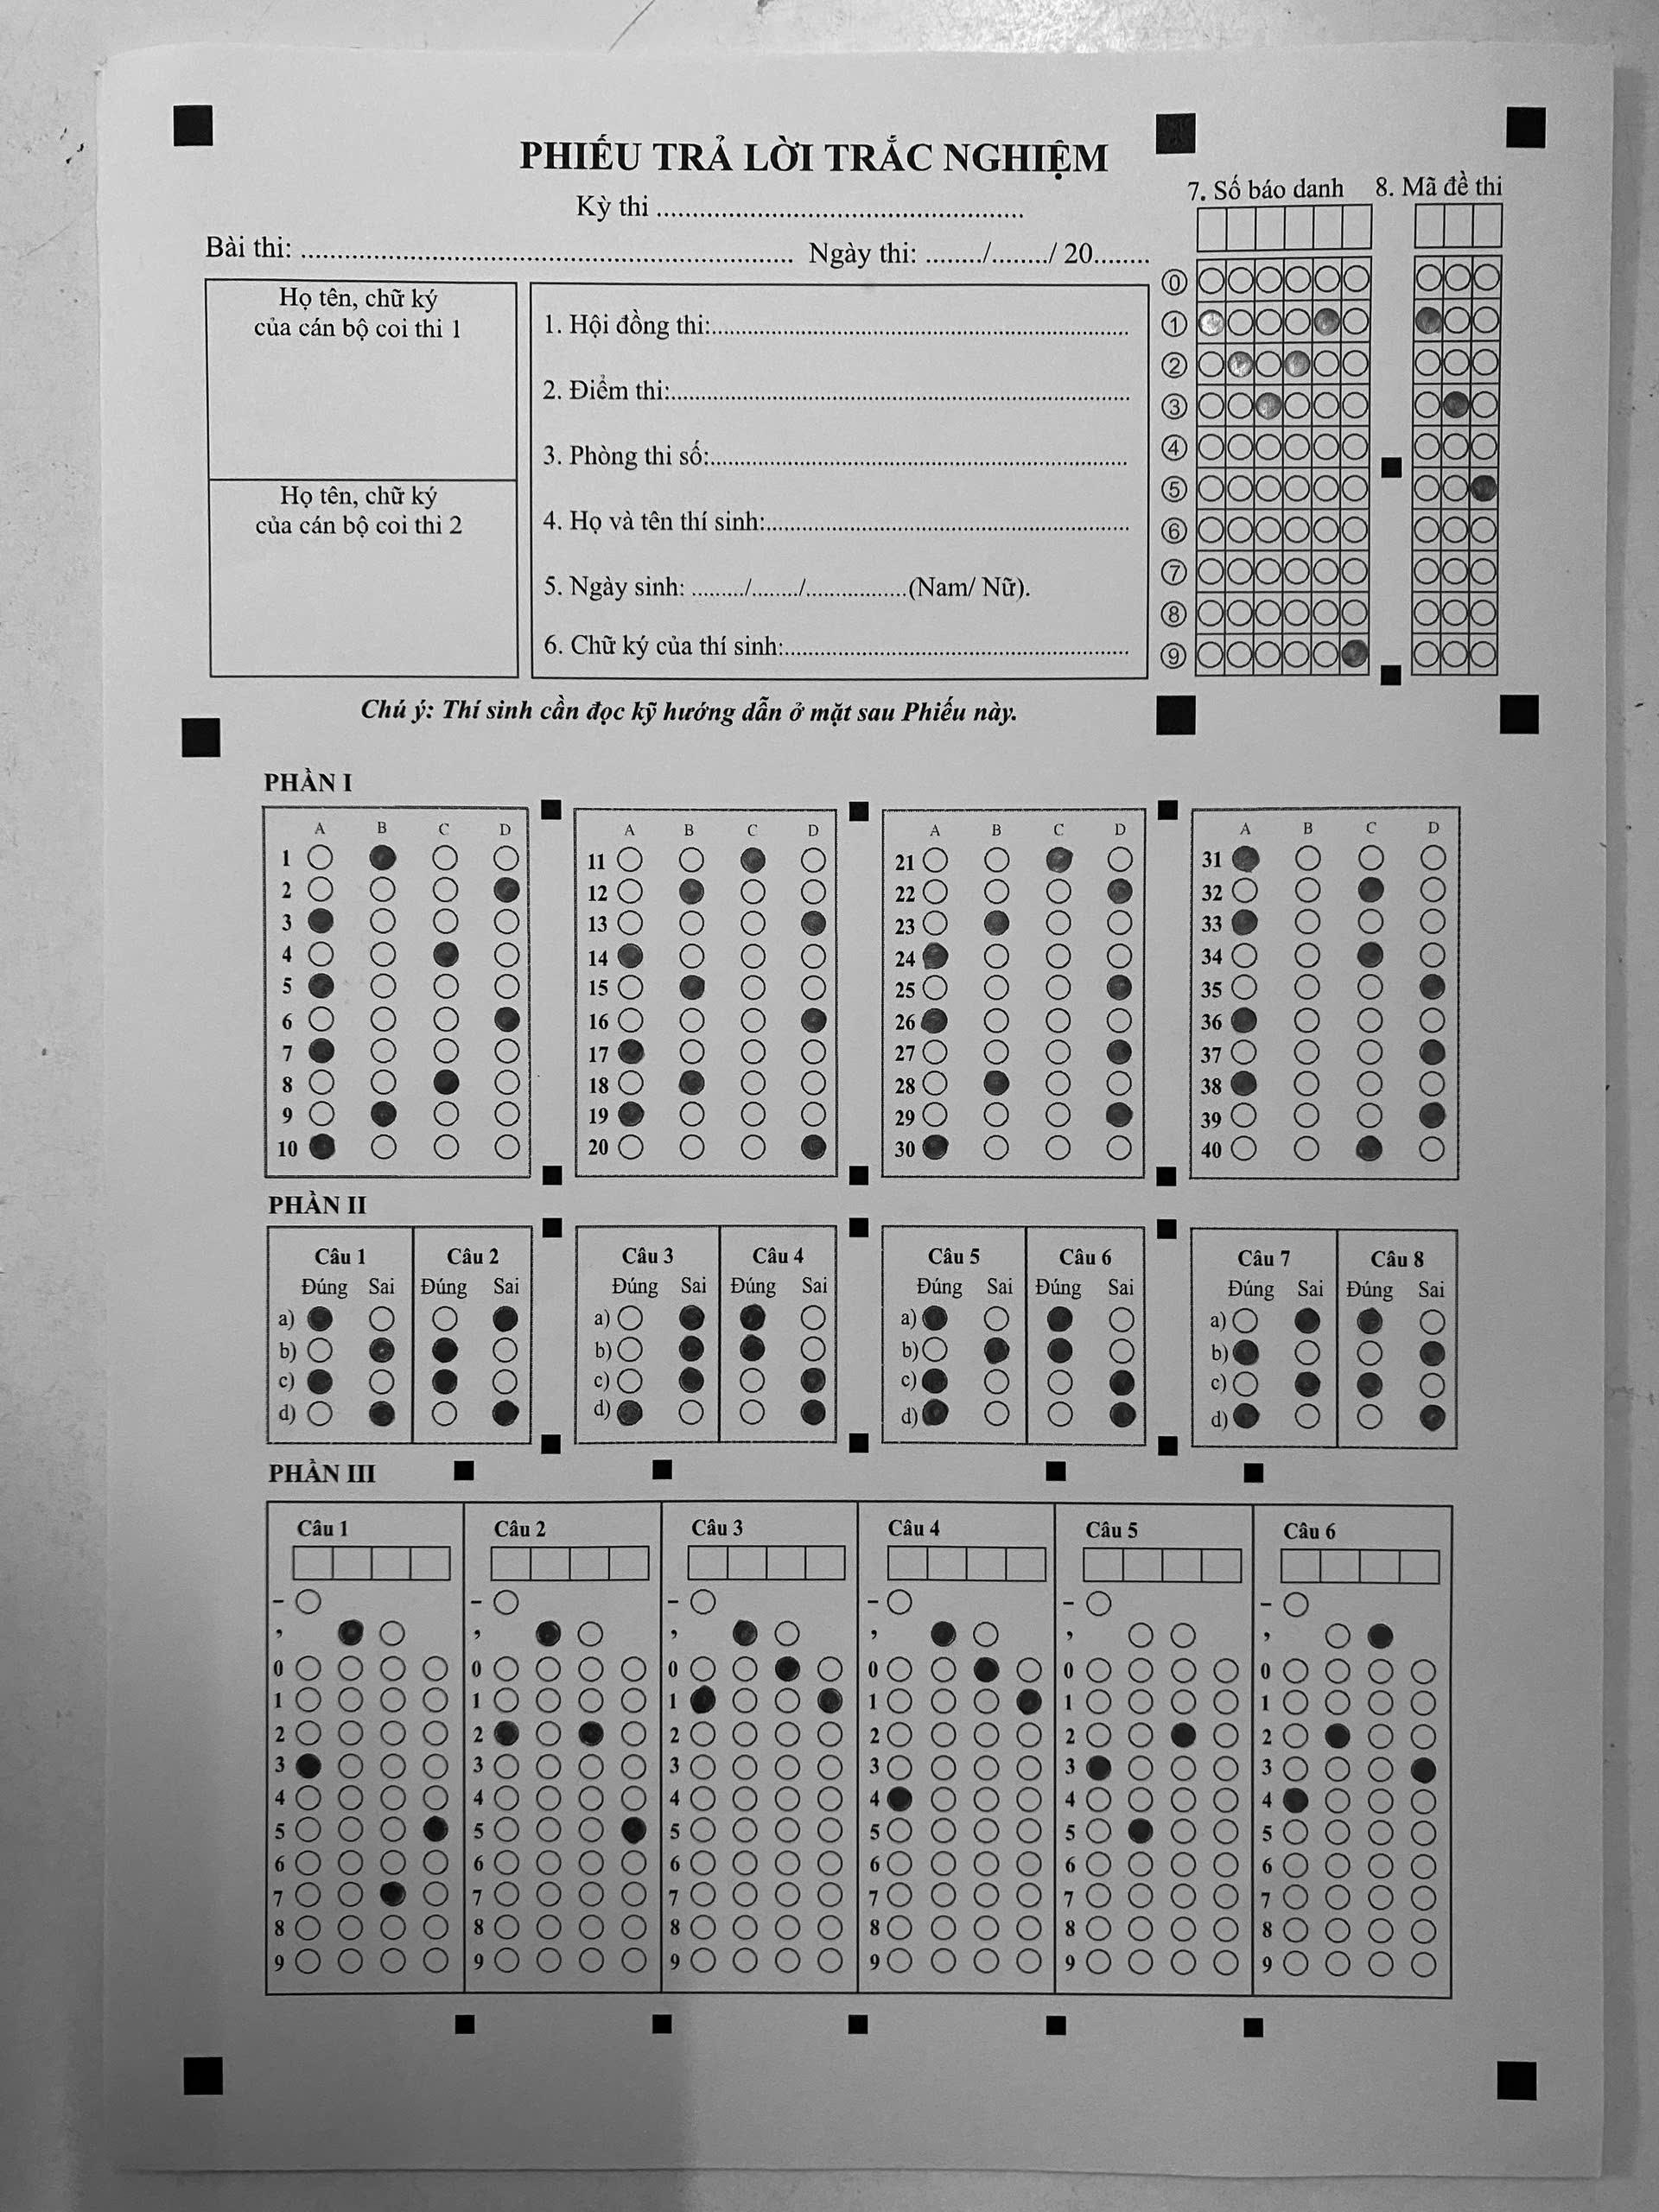 PHIẾU TRẢ LỜI TRẮC NGHIỆM
Kỳ thi ..................................................
Bài thi: .................................................................... Ngày thi: ......../......../ 20........
7. Số báo danh
8. Mã đề thi
Họ tên, chữ ký
của cán bộ coi thi 1
Họ tên, chữ ký
của cán bộ coi thi 2
1. Hội đồng thi:..........................................................
2. Điểm thi:................................................................
3. Phòng thi số:..........................................................
4. Họ và tên thí sinh:..................................................
5. Ngày sinh: ......../......../.................(Nam/ Nữ).
6. Chữ ký của thí sinh:................................................
0
1
2
3
4
5
6
7
8
9
Chú ý: Thí sinh cần đọc kỹ hướng dẫn ở mặt sau Phiếu này.
PHẦN I
A B C D
1
2
3
4
5
6
7
8
9
10
A B C D
11
12
13
14
15
16
17
18
19
20
A B C D
21
22
23
24
25
26
27
28
29
30
A B C D
31
32
33
34
35
36
37
38
39
40
PHẦN II
Câu 1 Câu 2
Đúng Sai Đúng Sai
a)
b)
c)
d)
Câu 3 Câu 4
Đúng Sai Đúng Sai
a)
b)
c)
d)
Câu 5 Câu 6
Đúng Sai Đúng Sai
a)
b)
c)
d)
Câu 7 Câu 8
Đúng Sai Đúng Sai
a)
b)
c)
d)
PHẦN III
Câu 1
-
,
0
1
2
3
4
5
6
7
8
9
Câu 2
-
,
0
1
2
3
4
5
6
7
8
9
Câu 3
-
,
0
1
2
3
4
5
6
7
8
9
Câu 4
-
,
0
1
2
3
4
5
6
7
8
9
Câu 5
-
,
0
1
2
3
4
5
6
7
8
9
Câu 6
-
,
0
1
2
3
4
5
6
7
8
9